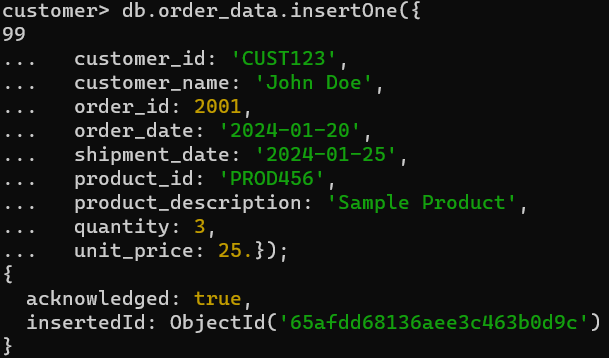 customer> db.order_data.insertOne({
99
...   customer_id: 'CUST123',
...   customer_name: 'John Doe',
...   order_id: 2001,
...   order_date: '2024-01-20',
...   shipment_date: '2024-01-25',
...   product_id: 'PROD456',
...   product_description: 'Sample Product',
...   quantity: 3,
...   unit_price: 25.});
{
  acknowledged: true,
  insertedId: ObjectId('65afdd68136aee3c463b0d9c')
}